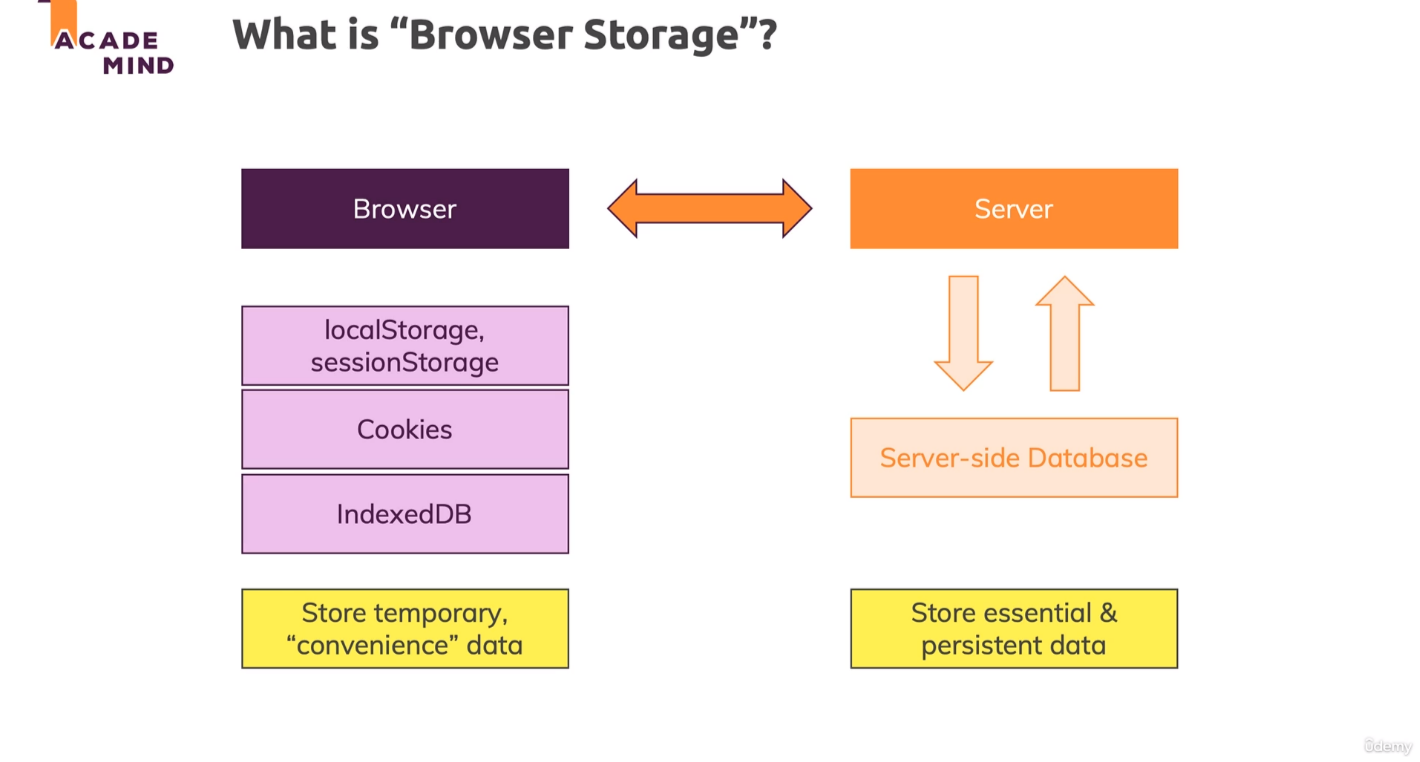 ACADE
MIND
What is “Browser Storage”?
Browser
Server
localStorage,
sessionStorage
Cookies
IndexedDB
Server-side Database
Store temporary,
“convenience” data
Store essential &
persistent data
ûdemy